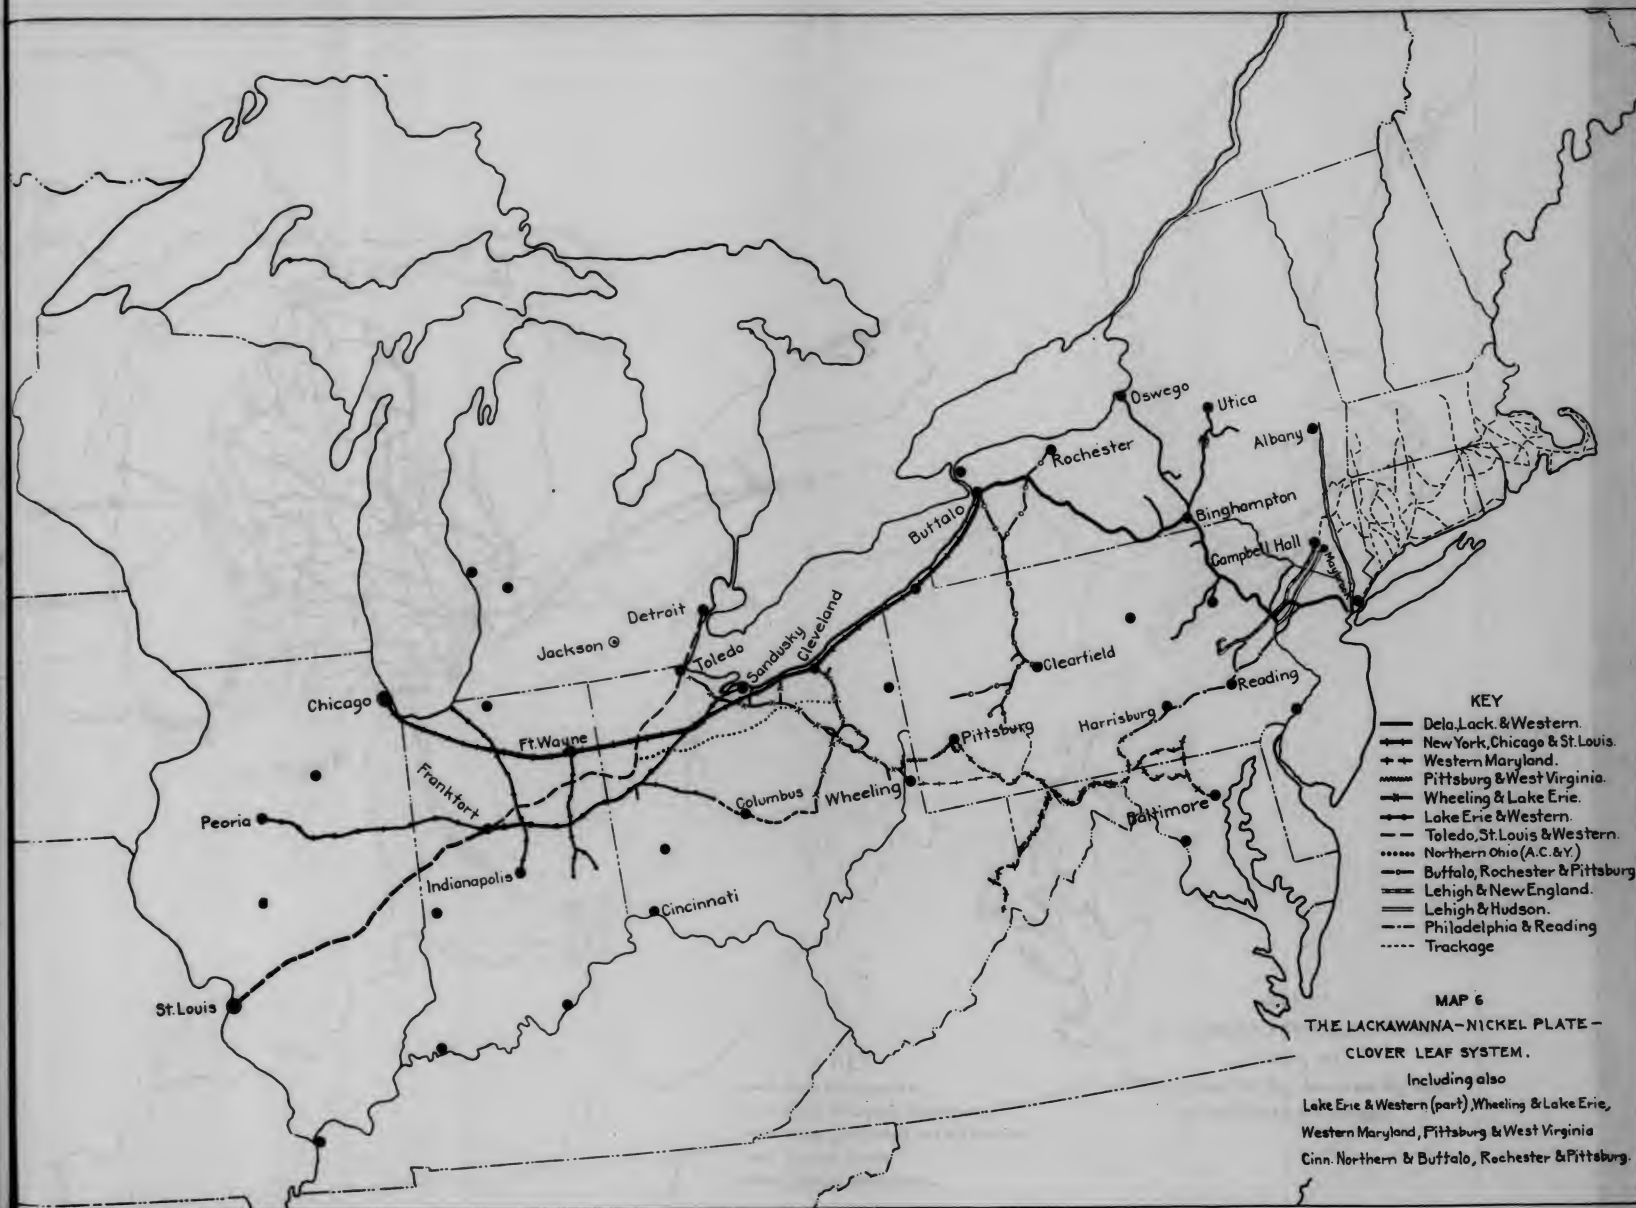 Oswego
Utica
Albany
Rochester
Binghampton
Buffalo
Campbell Hall
Maybrook
Detroit
Jackson
Toledo
Sandusky
Cleveland
Clearfield
Reading
Chicago
Ft. Wayne
Harrisburg
Pittsburg
Frankfort
Columbus
Wheeling
Peoria
Baltimore
Indianapolis
Cincinnati
St. Louis
KEY
Dela., Lack. & Western.
New York, Chicago & St. Louis.
Western Maryland.
Pittsburg & West Virginia.
Wheeling & Lake Erie.
Lake Erie & Western.
Toledo, St. Louis & Western.
Northern Ohio (A.C.&Y.)
Buffalo, Rochester & Pittsburg
Lehigh & New England.
Lehigh & Hudson.
Philadelphia & Reading
Trackage
MAP 6
THE LACKAWANNA-NICKEL PLATE-
CLOVER LEAF SYSTEM.
Including also
Lake Erie & Western (part), Wheeling & Lake Erie,
Western Maryland, Pittsburg & West Virginia
Cinn. Northern & Buffalo, Rochester & Pittsburg.